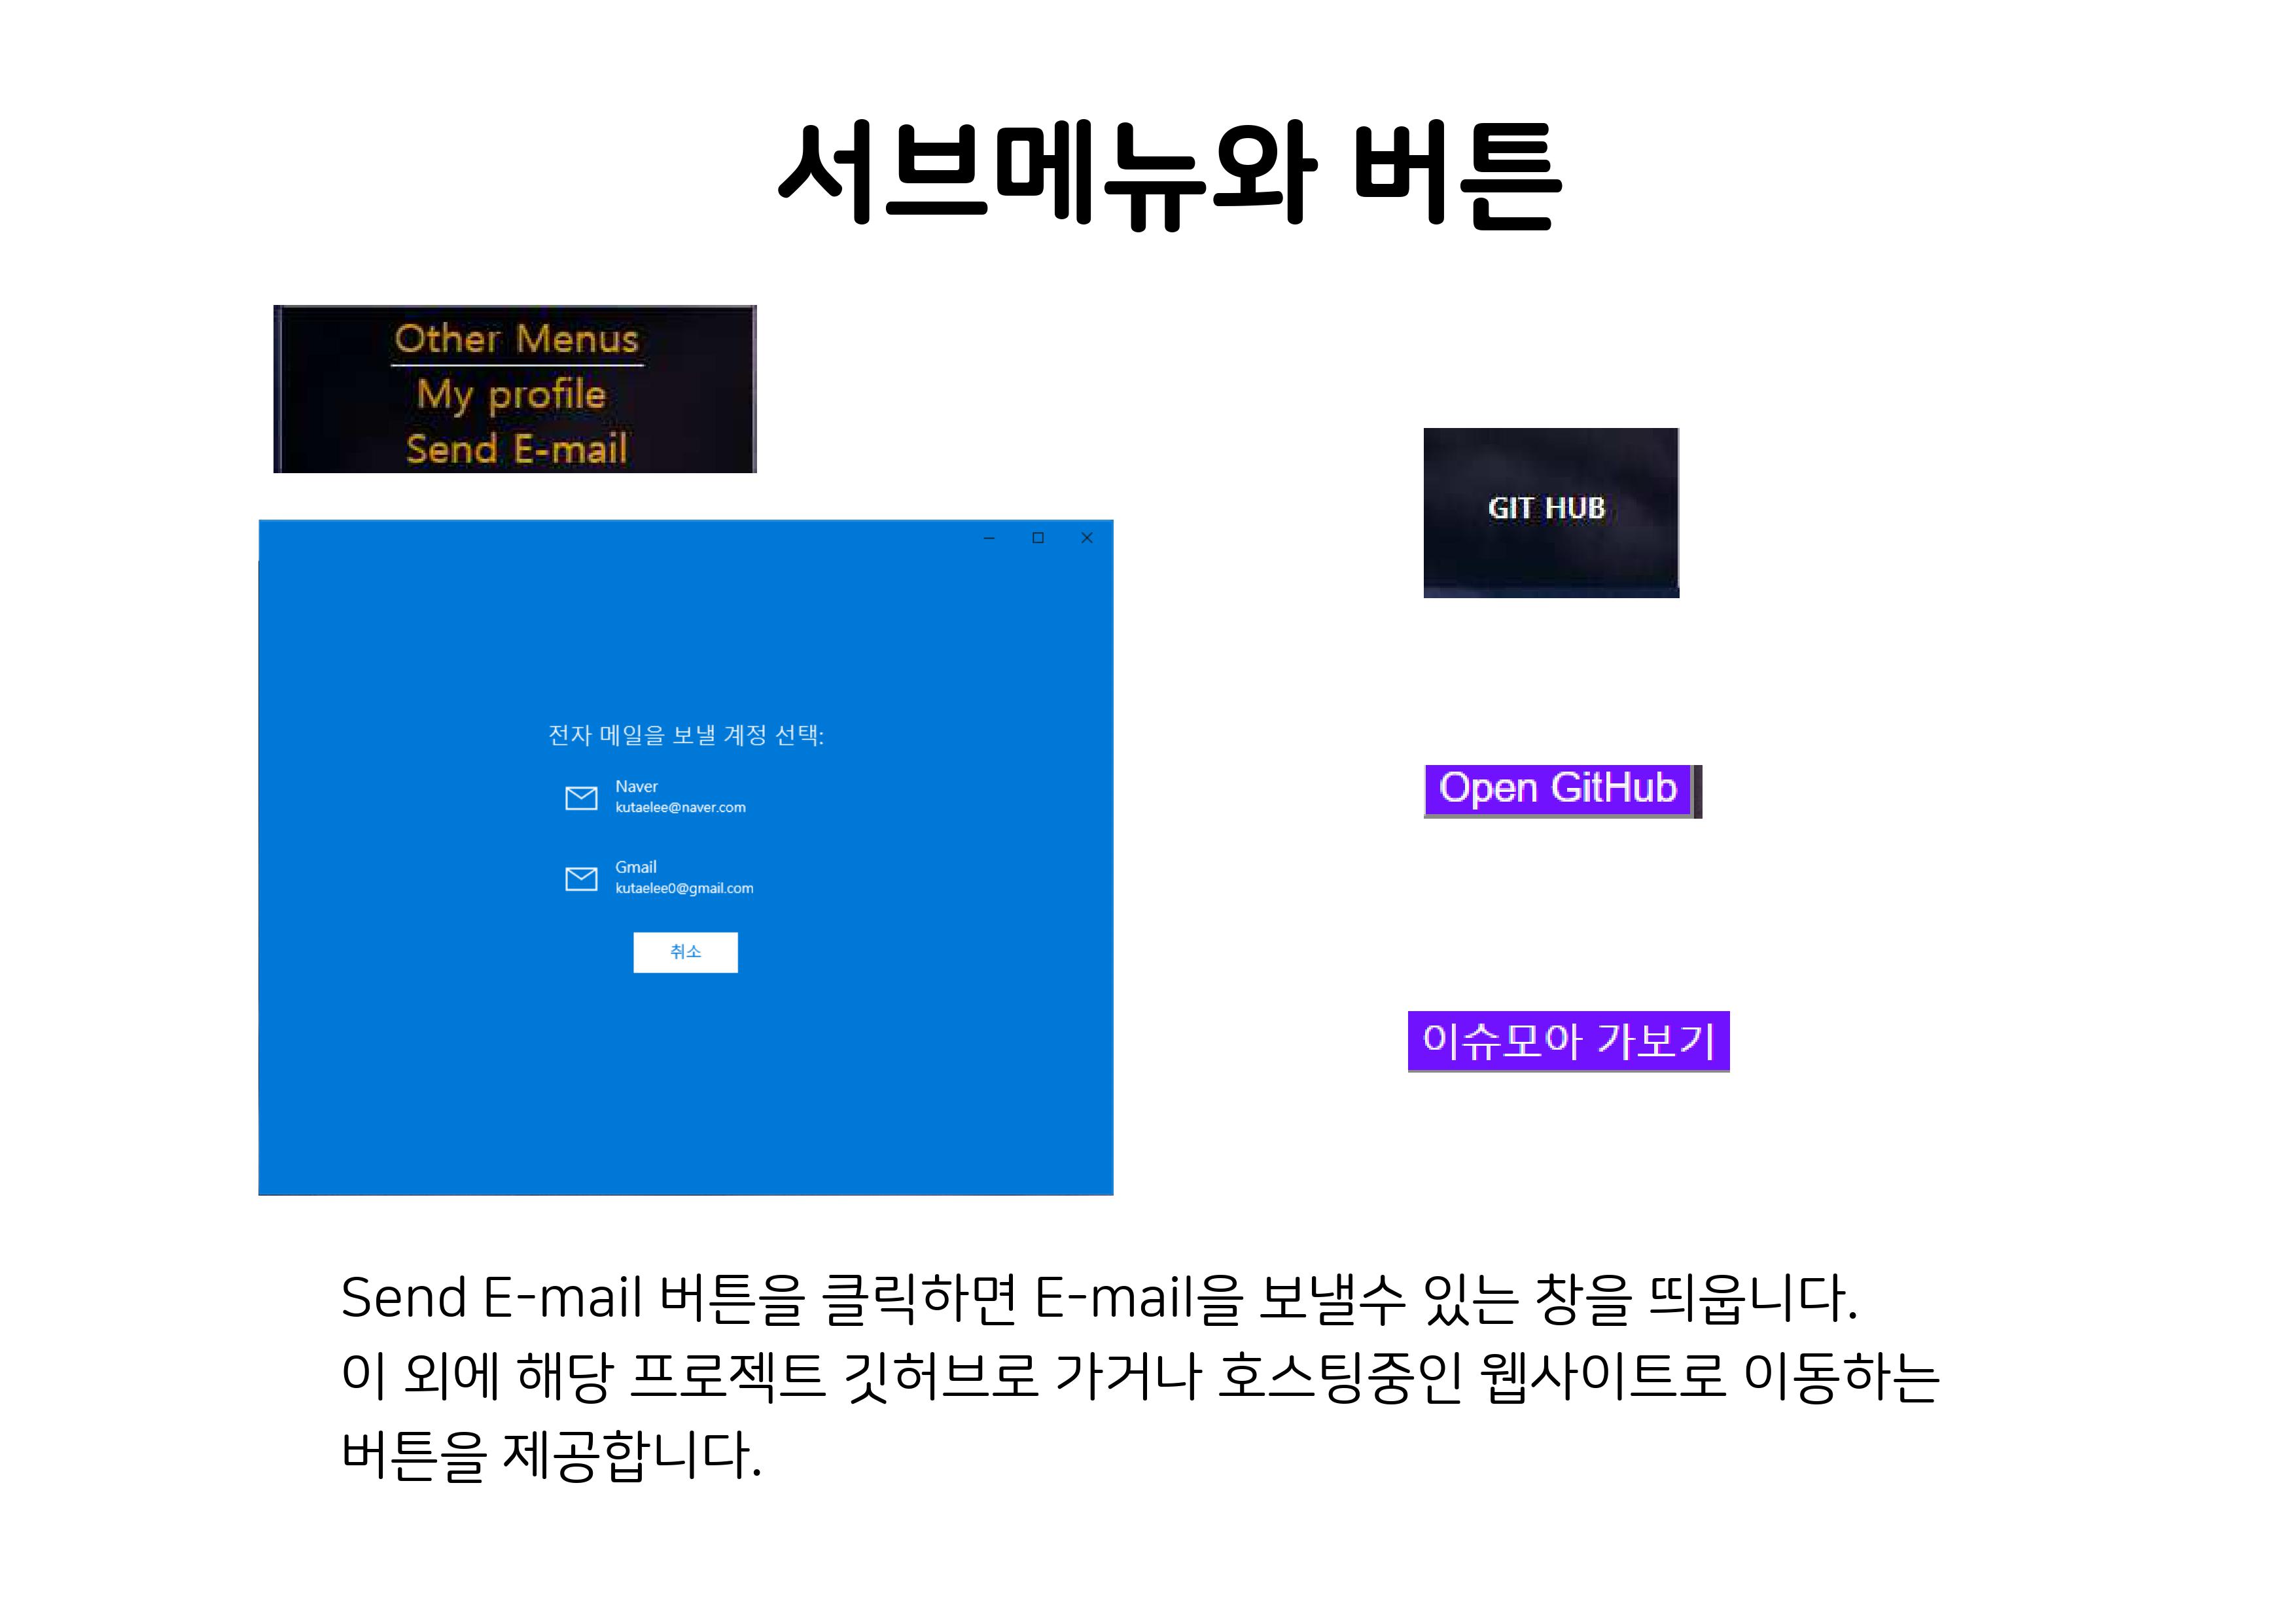 서브메뉴와 버튼
Other Menus
My profile
Send E-mail
GIT HUB
전자 메일을 보낼 계정 선택:
Naver
kutaelee@naver.com
Gmail
kutaelee0@gmail.com
취소
Open GitHub
이슈모아 가보기
Send E-mail 버튼을 클릭하면 E-mail을 보낼수 있는 창을 띄웁니다.
이 외에 해당 프로젝트 깃허브로 가거나 호스팅중인 웹사이트로 이동하는
버튼을 제공합니다.